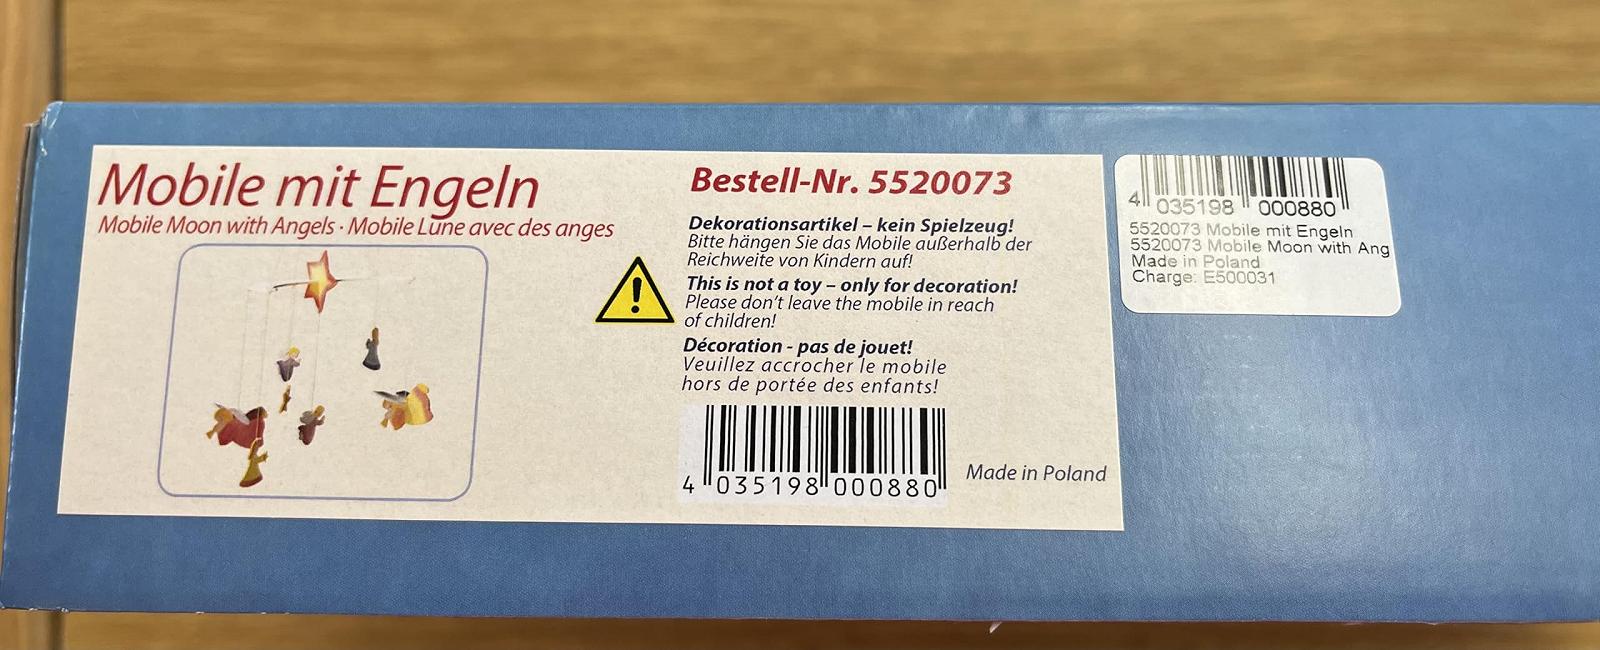 Mobile mit Engeln
Mobile Moon with Angels · Mobile Lune avec des anges
Bestell-Nr. 5520073
Dekorationsartikel – kein Spielzeug!
Bitte hängen Sie das Mobile außerhalb der
Reichweite von Kindern auf!
This is not a toy – only for decoration!
Please don't leave the mobile in reach
of children!
Décoration - pas de jouet!
Veuillez accrocher le mobile
hors de portée des enfants!
4 035198 000880
Made in Poland
4 035198 000880
5520073 Mobile mit Engeln
5520073 Mobile Moon with Ang
Made in Poland
Charge: E500031